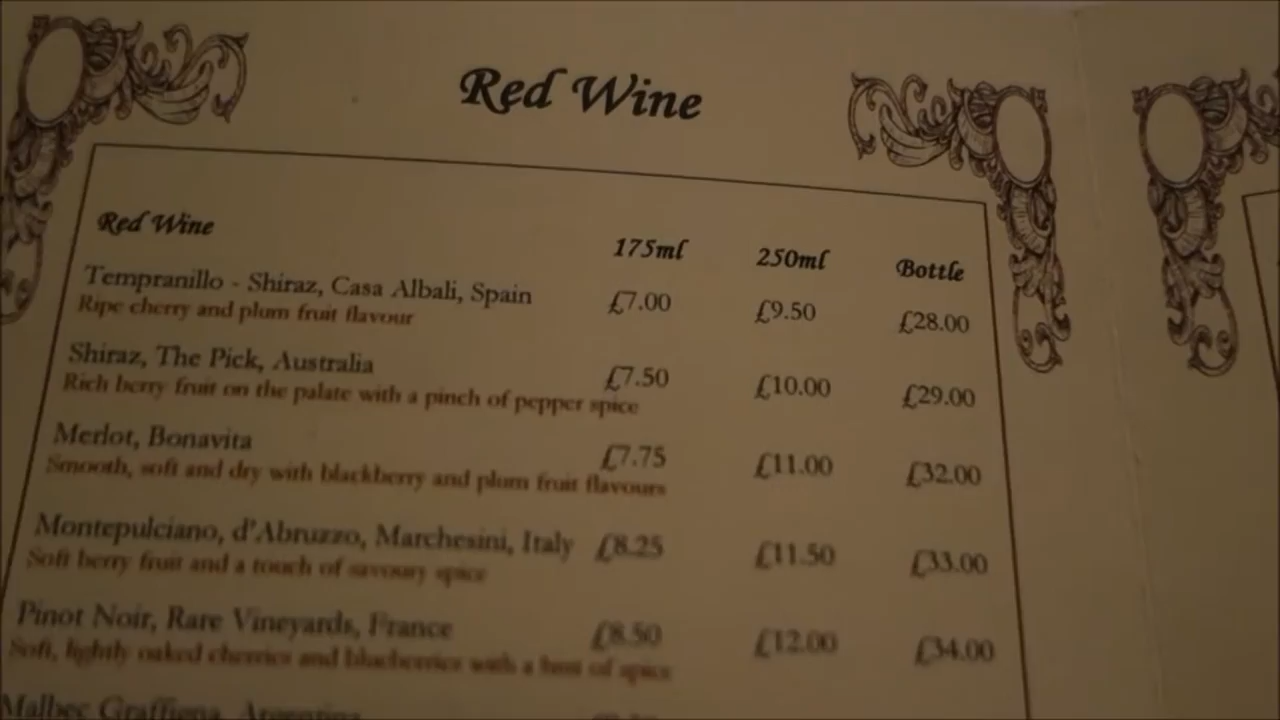 Red Wine
Red Wine 175ml 250ml Bottle
Tempranillo - Shiraz, Casa Albali, Spain £7.00 £9.50 £28.00
Ripe cherry and plum fruit flavour
Shiraz, The Pick, Australia £7.50 £10.00 £29.00
Rich berry fruit on the palate with a pinch of pepper spice
Merlot, Bonavita £7.75 £11.00 £32.00
Smooth, soft and dry with blackberry and plum fruit flavours
Montepulciano, d'Abruzzo, Marchesini, Italy £8.25 £11.50 £33.00
Soft berry fruit and a touch of savoury spice
Pinot Noir, Rare Vineyards, France £8.50 £12.00 £34.00
Soft, lightly oaked cherries and blueberries with a hint of spice
Malbec Graffigna, Argentina